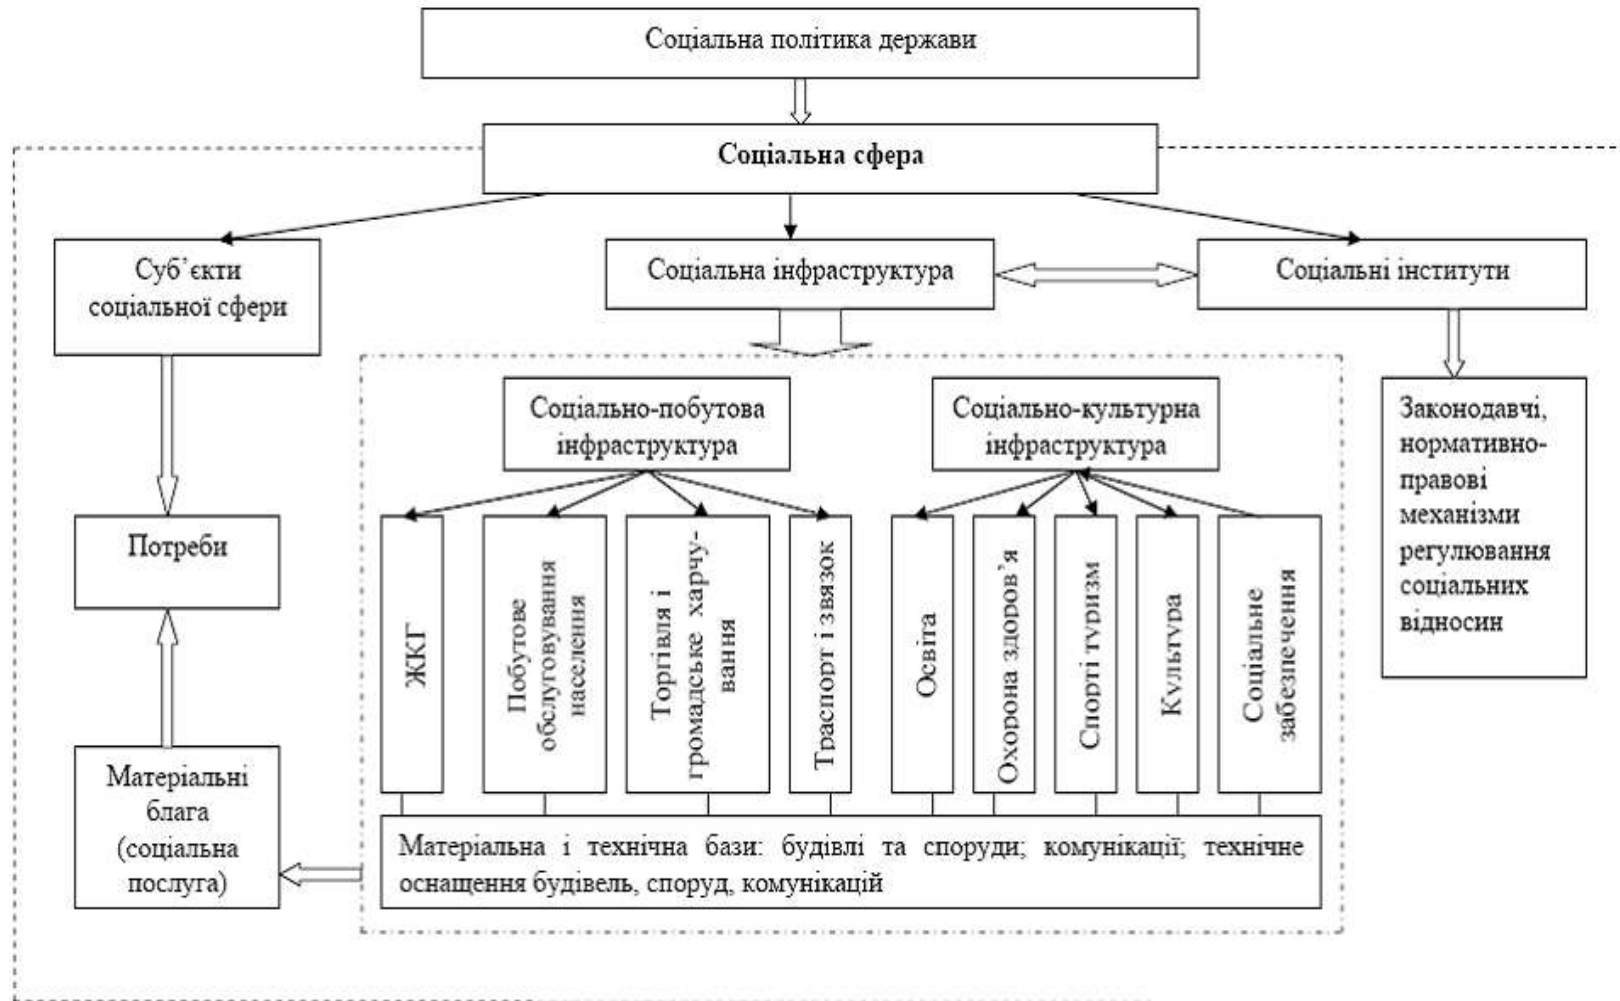 Соціальна політика держави
Соціальна сфера
Суб’єкти
соціальної сфери
Соціальна інфраструктура
Соціальні інститути
Соціально-побутова
інфраструктура
Соціально-культурна
інфраструктура
Законодавчі,
нормативно-
правові
механізми
регулювання
соціальних
відносин
Потреби
ЖКГ
Побутове
обслуговування
населення
Торгівля і
громадське харчу-
вання
Траспорт і звязок
Освіта
Охорона здоров’я
Спорті туризм
Культура
Соціальне
забезпечення
Матеріальні
блага
(соціальна
послуга)
Матеріальна і технічна бази: будівлі та споруди; комунікації; технічне
оснащення будівель, споруд, комунікацій